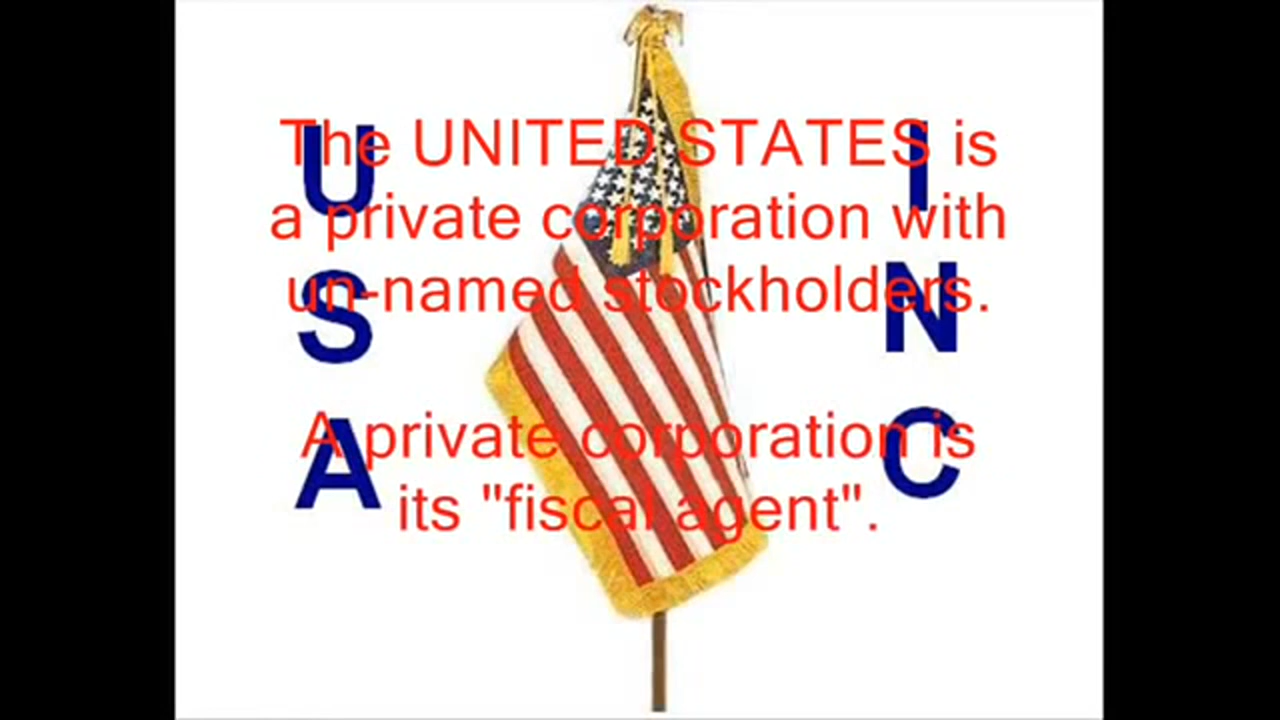 The UNITED STATES is
a private corporation with
un-named stockholders.
A private corporation is
its "fiscal agent".
U
S
A
I
N
C